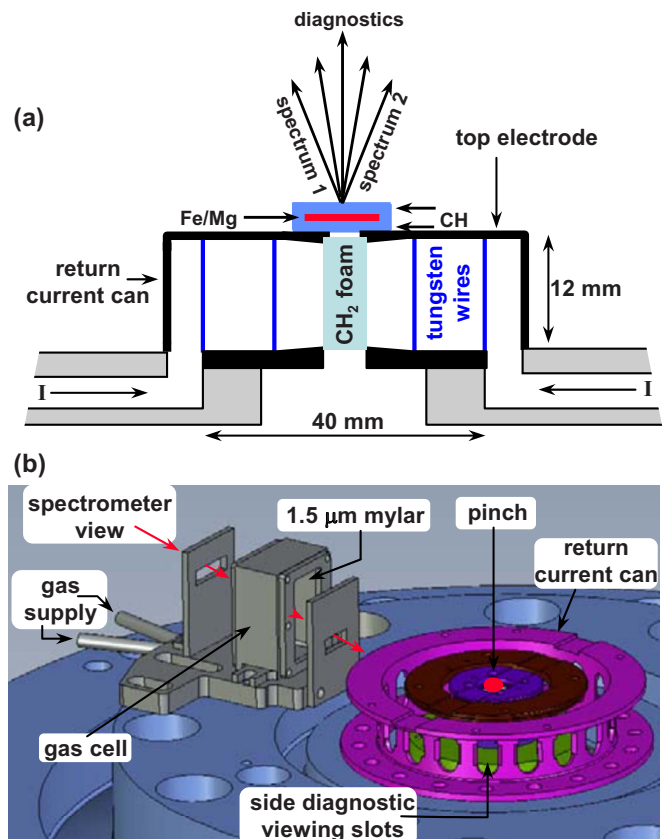 (a)
diagnostics
spectrum 1
spectrum 2
top electrode
Fe/Mg
CH
return
current can
CH₂ foam
tungsten
wires
12 mm
I
I
40 mm
(b)
spectrometer
view
1.5 μm mylar
pinch
return
current can
gas
supply
gas cell
side diagnostic
viewing slots